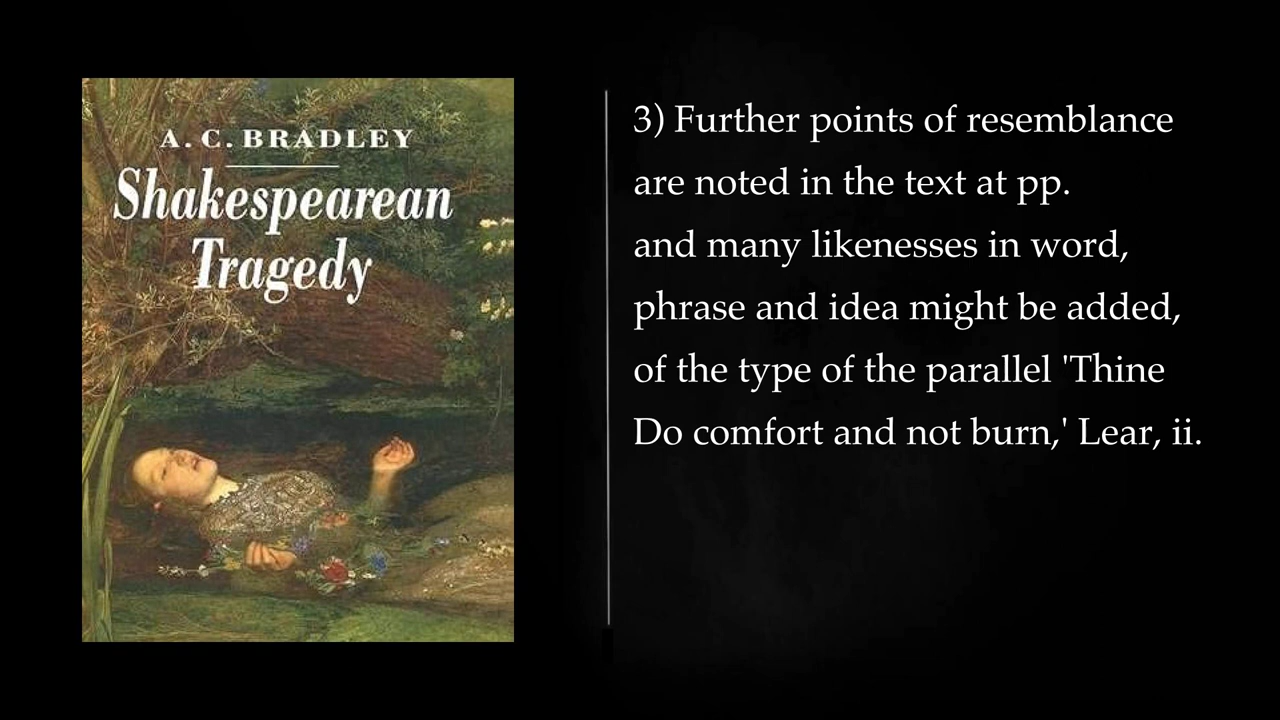 A. C. BRADLEY
Shakespearean
Tragedy
3) Further points of resemblance
are noted in the text at pp.
and many likenesses in word,
phrase and idea might be added,
of the type of the parallel 'Thine
Do comfort and not burn,' Lear, ii.